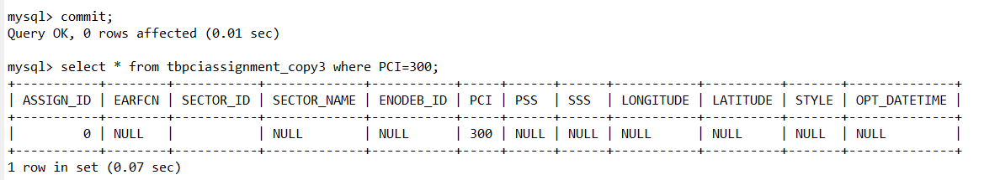 mysql> commit;
Query OK, 0 rows affected (0.01 sec)
mysql> select * from tbpciassignment_copy3 where PCI=300;
+-----------+--------+-----------+-------------+-----------+-----+------+------+-----------+----------+-------+--------------+
| ASSIGN_ID | EARFCN | SECTOR_ID | SECTOR_NAME | ENODEB_ID | PCI | PSS | SSS | LONGITUDE | LATITUDE | STYLE | OPT_DATETIME |
+-----------+--------+-----------+-------------+-----------+-----+------+------+-----------+----------+-------+--------------+
| 0 | NULL | | NULL | NULL | 300 | NULL | NULL | NULL | NULL | NULL | NULL |
+-----------+--------+-----------+-------------+-----------+-----+------+------+-----------+----------+-------+--------------+
1 row in set (0.07 sec)